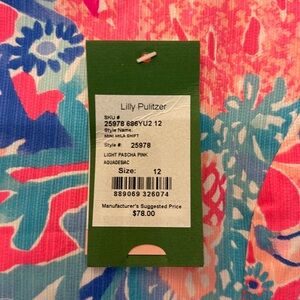 Lilly Pulitzer
SKU #
25978 686YU2 12
Style Name:
MINI MILA SHIFT
Style #: 25978
LIGHT PASCHA PINK
AQUADESIAC
Size: 12
889069 326074
Manufacturer's Suggested Price
$78.00